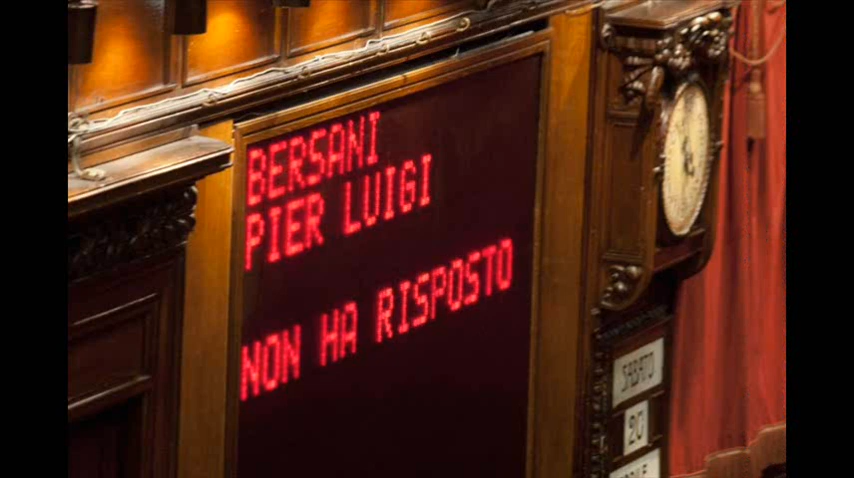 BERSANI
PIER LUIGI
NON HA RISPOSTO
SABATO
20